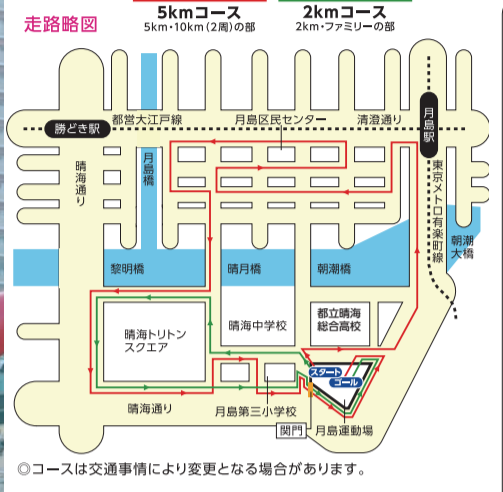 走路略図
5kmコース
5km・10km(2周)の部
2kmコース
2km・ファミリーの部
勝どき駅
都営大江戸線
月島区民センター
清澄通り
月島駅
晴海通り
月島橋
東京メトロ有楽町線
朝潮大橋
黎明橋
晴月橋
朝潮橋
晴海トリトン
スクエア
晴海中学校
都立晴海
総合高校
スタート
ゴール
晴海通り
月島第三小学校
関門
月島運動場
◎コースは交通事情により変更となる場合があります。